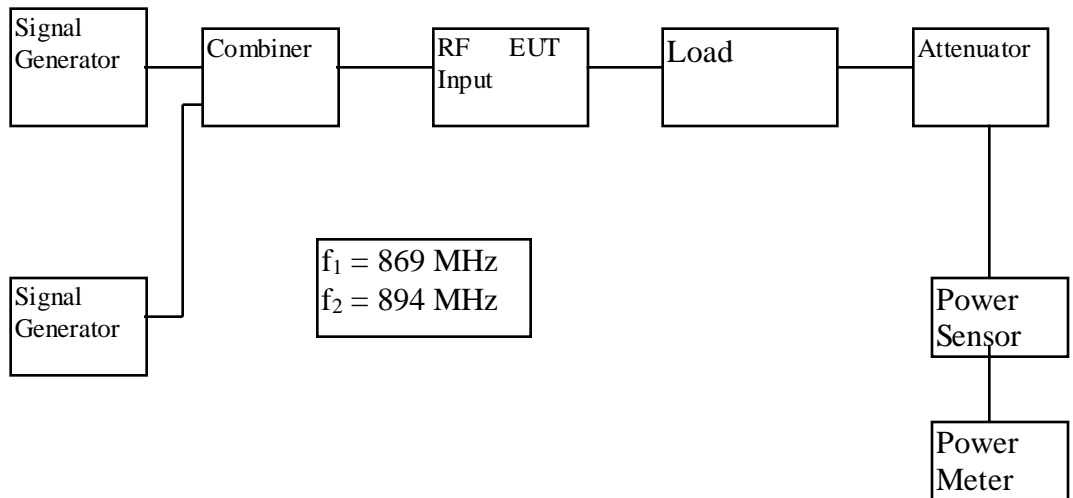 Signal
Generator
Combiner
RF EUT
Input
Load
Attenuator
f₁ = 869 MHz
f₂ = 894 MHz
Signal
Generator
Power
Sensor
Power
Meter